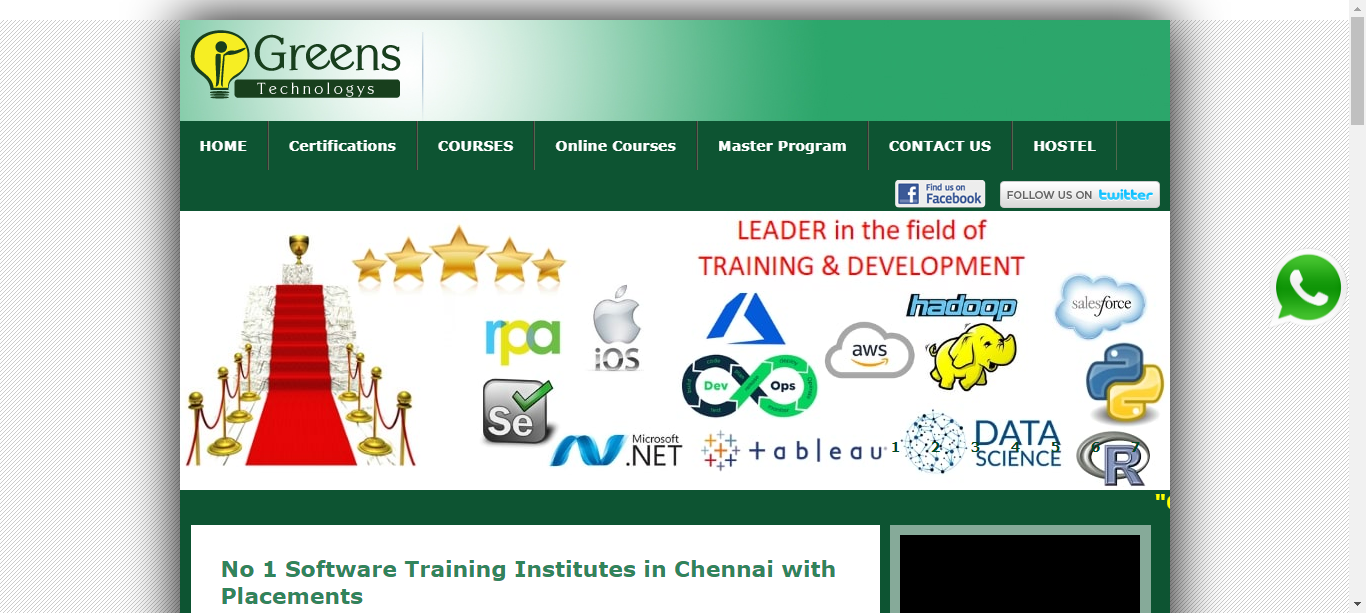 Greens
Technologys
HOME Certifications COURSES Online Courses Master Program CONTACT US HOSTEL
Find us on
Facebook
FOLLOW US ON twitter
LEADER in the field of
TRAINING & DEVELOPMENT
rpa
iOS
hadoop
salesforce
aws
Dev Ops
Se
Microsoft
.NET
tableau
DATA
SCIENCE
R
1 2 3 4 5 6 7
No 1 Software Training Institutes in Chennai with
Placements